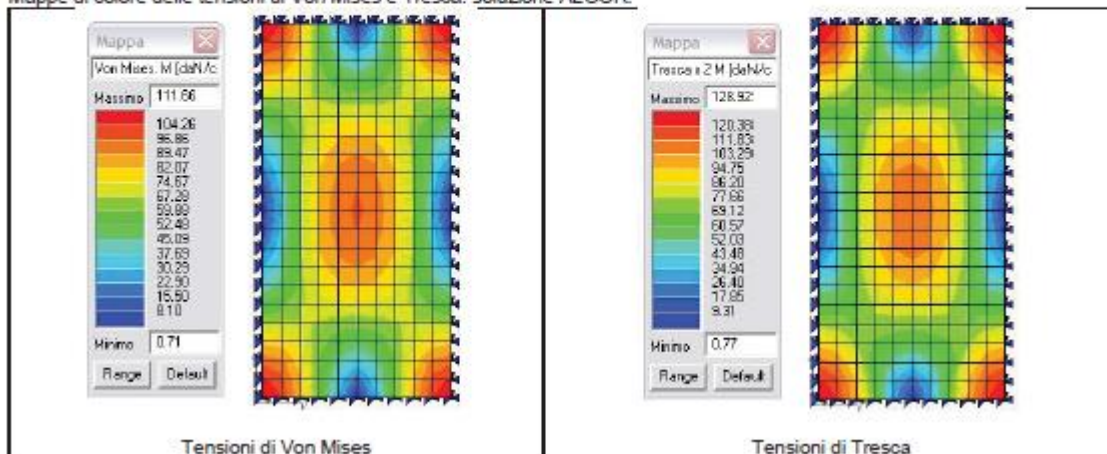 Mappe di colore delle tensioni di Von Mises e Tresca. Soluzione
Mappa
Von Mises. M [daN/c
Massimo 111.66
104.26
96.86
89.47
82.07
74.67
67.28
59.88
52.48
45.09
37.69
30.29
22.90
15.50
8.10
Minimo 0.71
Range Default
Tensioni di Von Mises
Mappa
Tresca x 2 M [daN/c
Massimo 128.92
120.38
111.83
103.29
94.75
86.20
77.66
69.12
60.57
52.03
43.48
34.94
26.40
17.85
9.31
Minimo 0.77
Range Default
Tensioni di Tresca